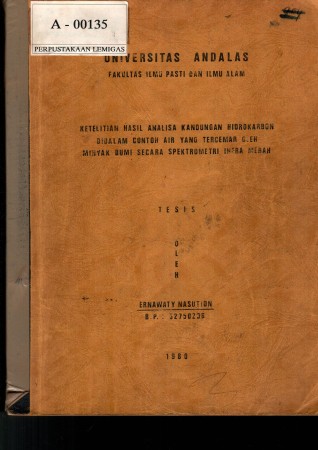 A - 00135
PERPUSTAKAAN LEMIGAS
UNIVERSITAS ANDALAS
FAKULTAS ILMU PASTI DAN ILMU ALAM
KETELITIAN HASIL ANALISA KANDUNGAN HIDROKARBON
DIDALAM CONTOH AIR YANG TERCEMAR OLEH
MINYAK BUMI SECARA SPEKTROMETRI INFRA MERAH
TESIS
O
L
E
H
ERNAWATY NASUTION
B.P.